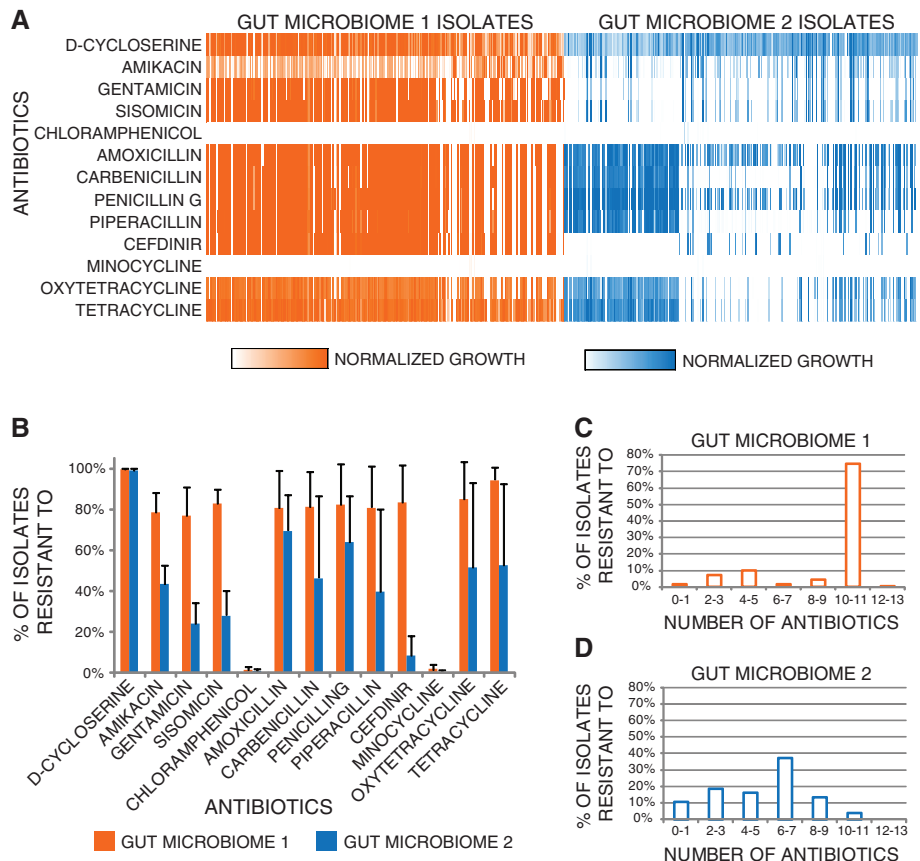 A
GUT MICROBIOME 1 ISOLATES
GUT MICROBIOME 2 ISOLATES
ANTIBIOTICS
D-CYCLOSERINE
AMIKACIN
GENTAMICIN
SISOMICIN
CHLORAMPHENICOL
AMOXICILLIN
CARBENICILLIN
PENICILLIN G
PIPERACILLIN
CEFDINIR
MINOCYCLINE
OXYTETRACYCLINE
TETRACYCLINE
NORMALIZED GROWTH
NORMALIZED GROWTH
B
% OF ISOLATES
RESISTANT TO
100%
80%
60%
40%
20%
0%
D-CYCLOSERINE
AMIKACIN
GENTAMICIN
SISOMICIN
CHLORAMPHENICOL
AMOXICILLIN
CARBENICILLIN
PENICILLING
PIPERACILLIN
CEFDINIR
MINOCYCLINE
OXYTETRACYCLINE
TETRACYCLINE
ANTIBIOTICS
GUT MICROBIOME 1
GUT MICROBIOME 2
C
GUT MICROBIOME 1
% OF ISOLATES
RESISTANT TO
80%
70%
60%
50%
40%
30%
20%
10%
0%
0-1 2-3 4-5 6-7 8-9 10-11 12-13
NUMBER OF ANTIBIOTICS
D
GUT MICROBIOME 2
% OF ISOLATES
RESISTANT TO
80%
70%
60%
50%
40%
30%
20%
10%
0%
0-1 2-3 4-5 6-7 8-9 10-11 12-13
NUMBER OF ANTIBIOTICS